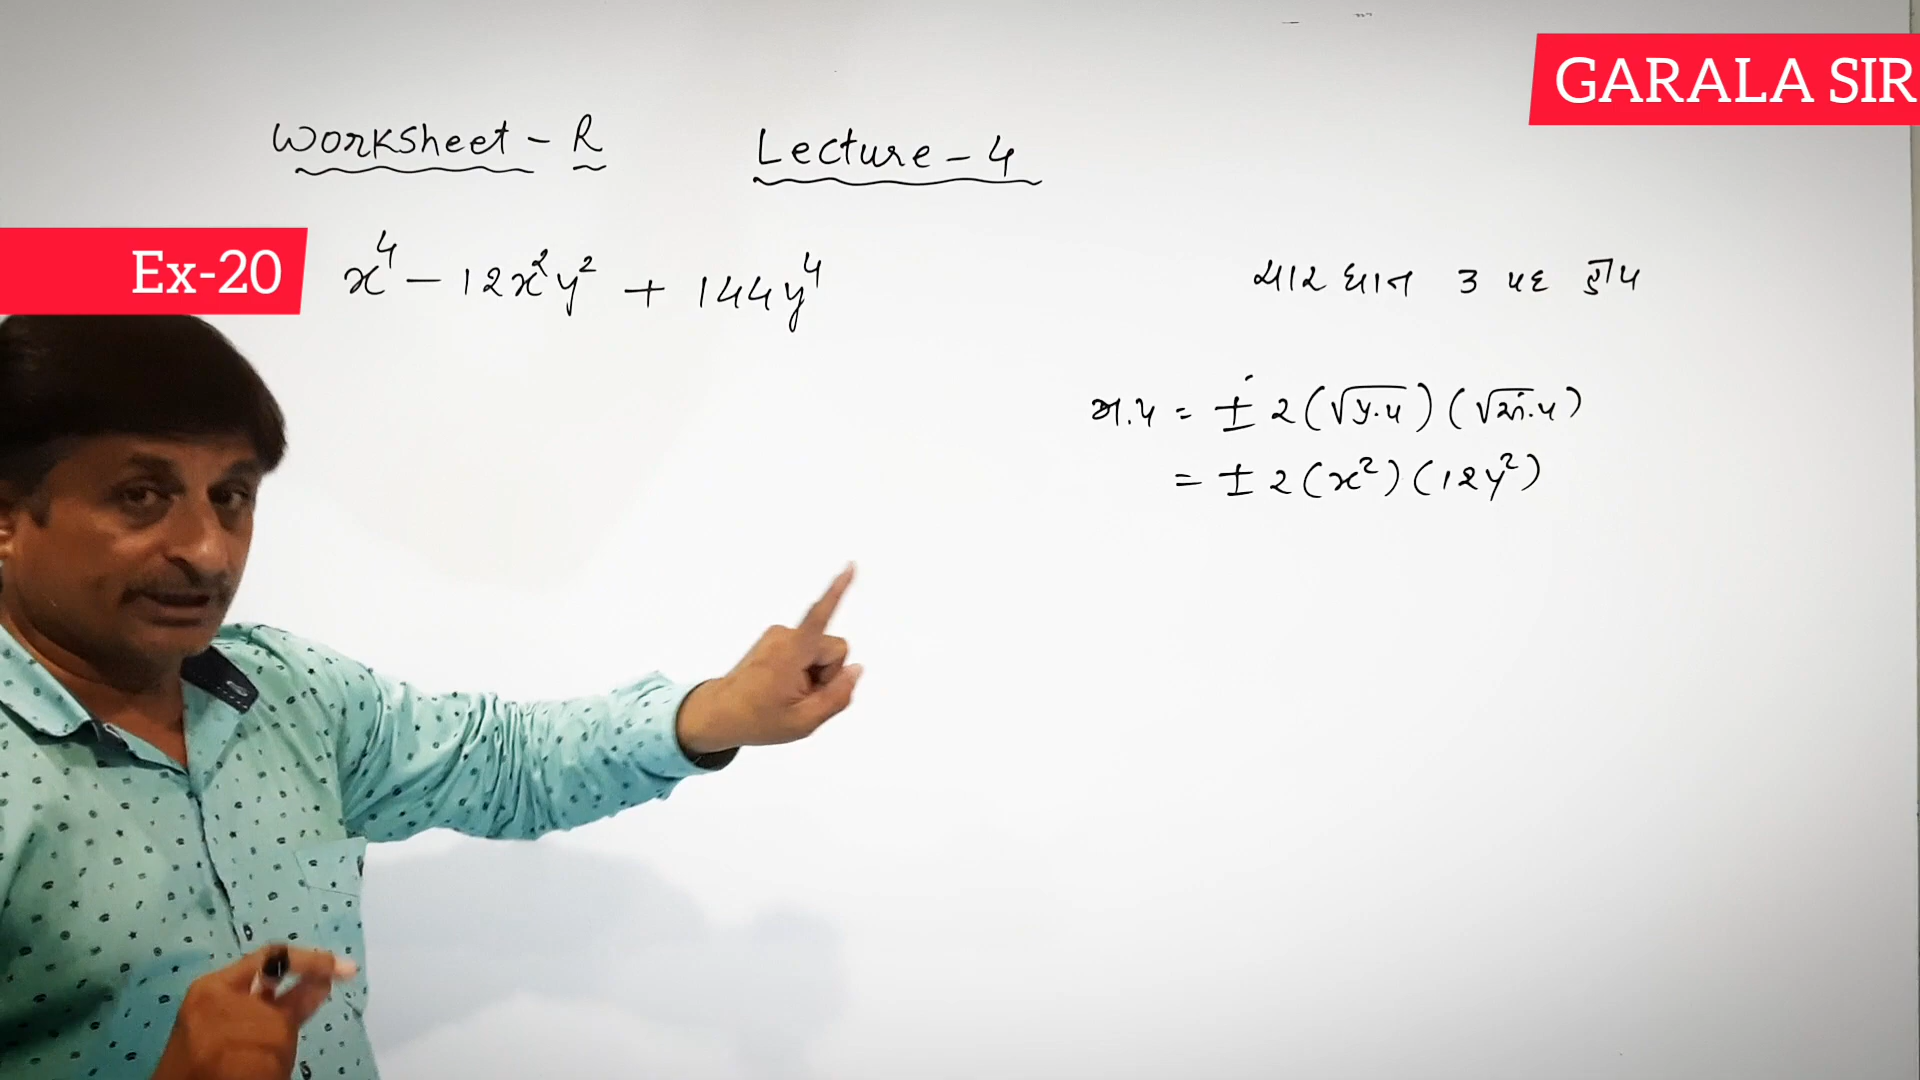 GARALA SIR
Worksheet - R Lecture - 4
Ex-20 x⁴ - 12x²y² + 144y⁴
ચાર ઘાત 3 પદ હોય
મ.પ = ± 2 (√પ્ર.પ) (√અં.પ)
= ± 2 (x²) (12y²)